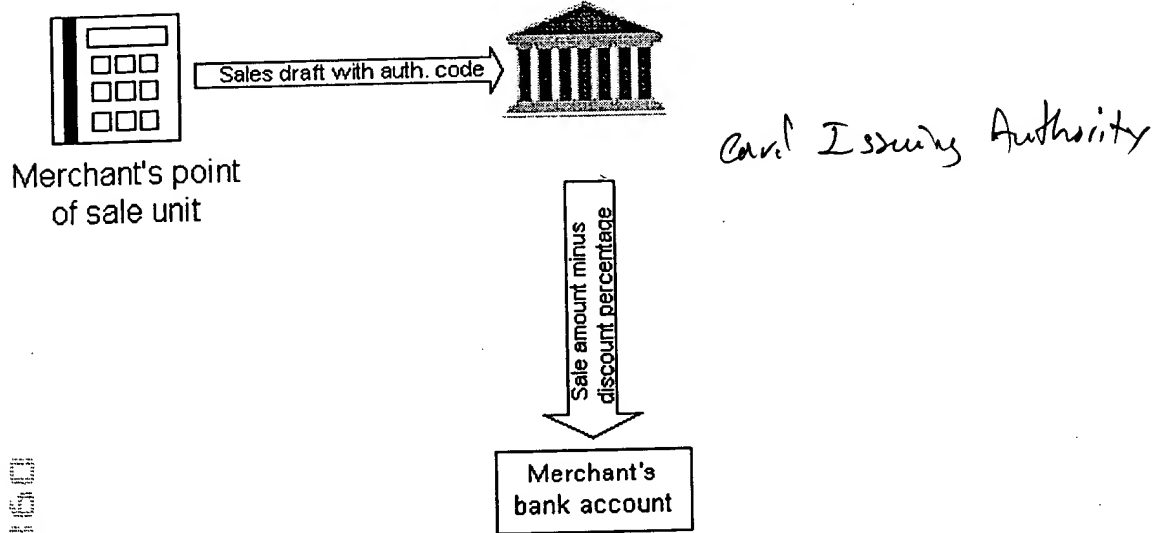 Sales draft with auth. code
Card Issuing Authority
Merchant's point
of sale unit
Sale amount minus
discount percentage
Merchant's
bank account